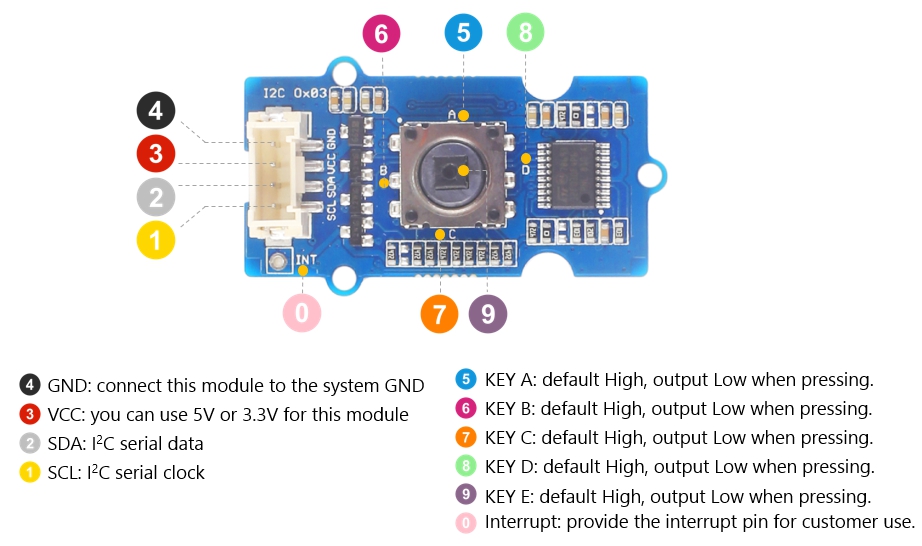 6
5
8
I2C 0x03
4
A
GND
3
VCC
B
D
2
SDA
SCL
1
C
INT
0
7
9
4 GND: connect this module to the system GND
3 VCC: you can use 5V or 3.3V for this module
2 SDA: I²C serial data
1 SCL: I²C serial clock
5 KEY A: default High, output Low when pressing.
6 KEY B: default High, output Low when pressing.
7 KEY C: default High, output Low when pressing.
8 KEY D: default High, output Low when pressing.
9 KEY E: default High, output Low when pressing.
0 Interrupt: provide the interrupt pin for customer use.